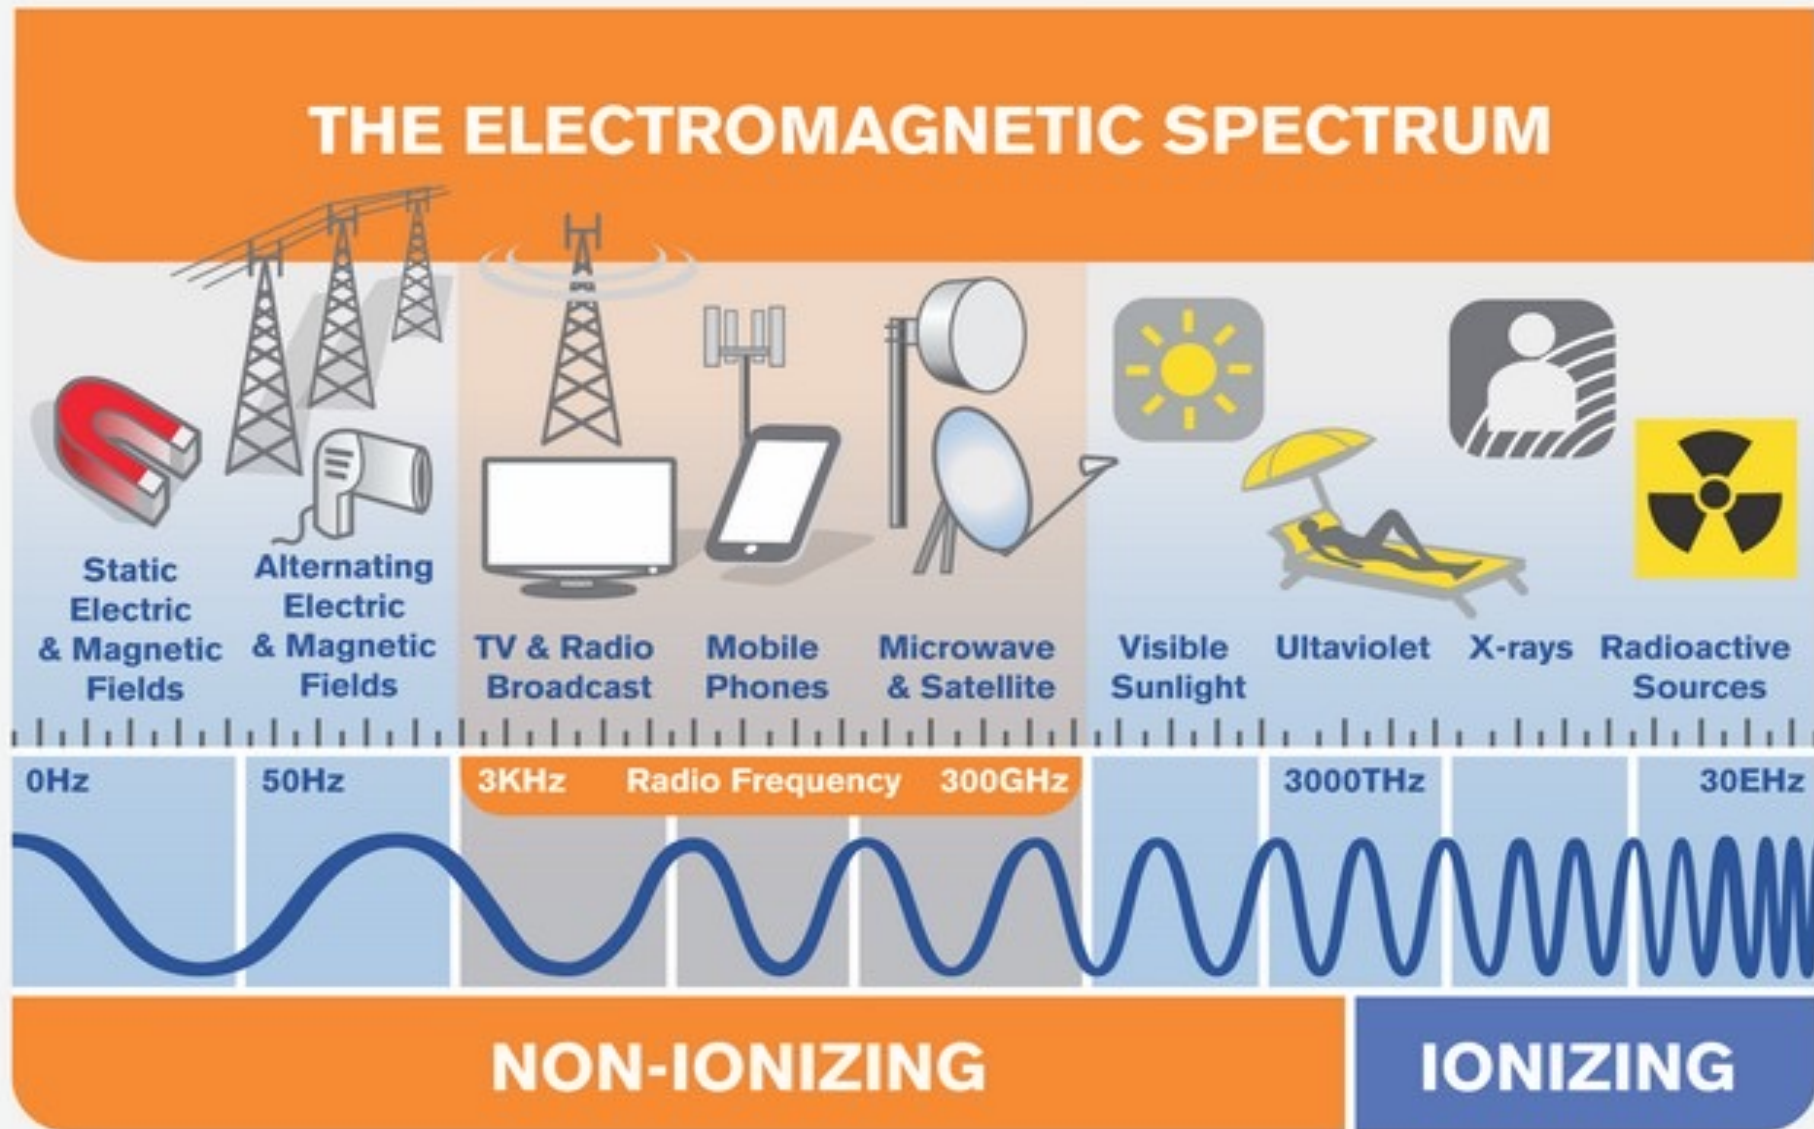 THE ELECTROMAGNETIC SPECTRUM
Static
Electric
& Magnetic
Fields
Alternating
Electric
& Magnetic
Fields
TV & Radio
Broadcast
Mobile
Phones
Microwave
& Satellite
Visible
Sunlight
Ultaviolet
X-rays
Radioactive
Sources
0Hz
50Hz
3KHz
Radio Frequency
300GHz
3000THz
30EHz
NON-IONIZING
IONIZING